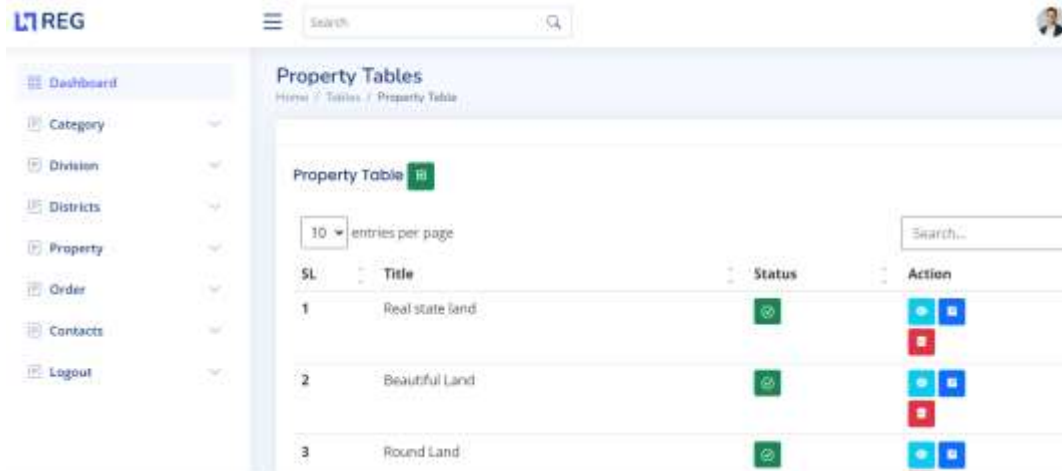 REG
Search
Dashboard
Category
Division
Districts
Property
Order
Contacts
Logout
Property Tables
Home / Tables / Property Table
Property Table
10 entries per page
Search...
SL Title Status Action
1 Real state land
2 Beautiful Land
3 Round Land